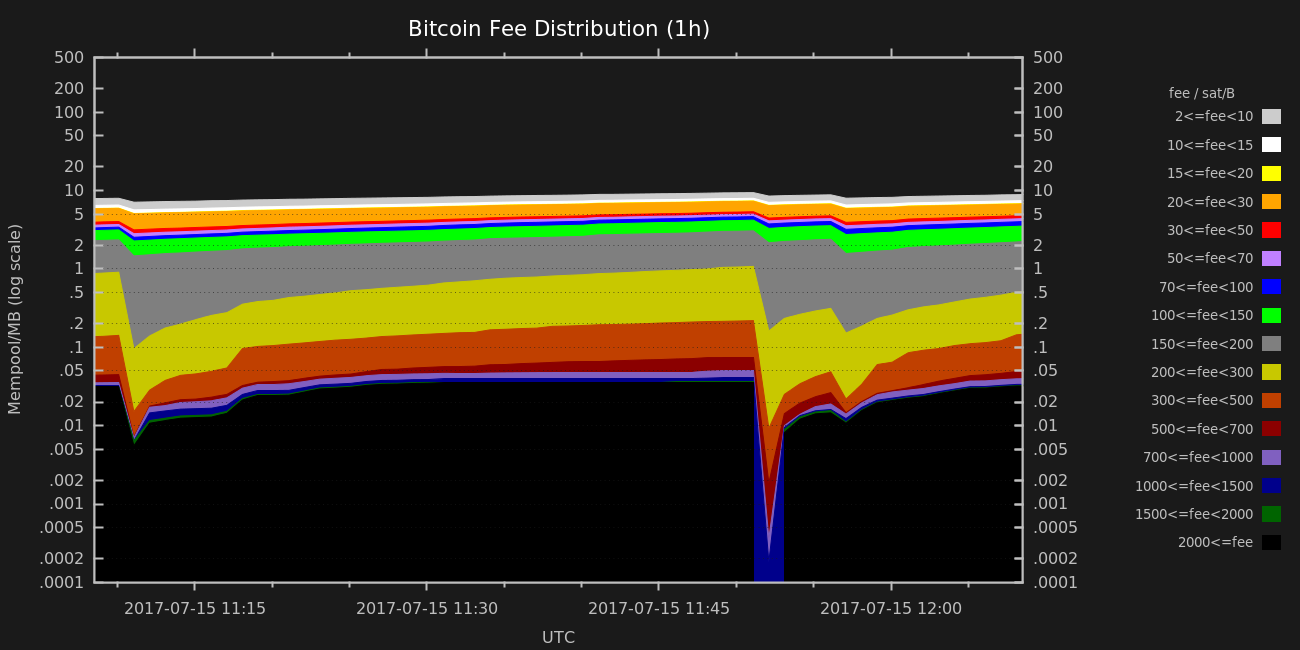 Bitcoin Fee Distribution (1h)
500
200
100
50
20
10
5
2
1
.5
.2
.1
.05
.02
.01
.005
.002
.001
.0005
.0002
.0001
Mempool/MB (log scale)
500
200
100
50
20
10
5
2
1
.5
.2
.1
.05
.02
.01
.005
.002
.001
.0005
.0002
.0001
fee / sat/B
2<=fee<10
10<=fee<15
15<=fee<20
20<=fee<30
30<=fee<50
50<=fee<70
70<=fee<100
100<=fee<150
150<=fee<200
200<=fee<300
300<=fee<500
500<=fee<700
700<=fee<1000
1000<=fee<1500
1500<=fee<2000
2000<=fee
2017-07-15 11:15 2017-07-15 11:30 2017-07-15 11:45 2017-07-15 12:00
UTC